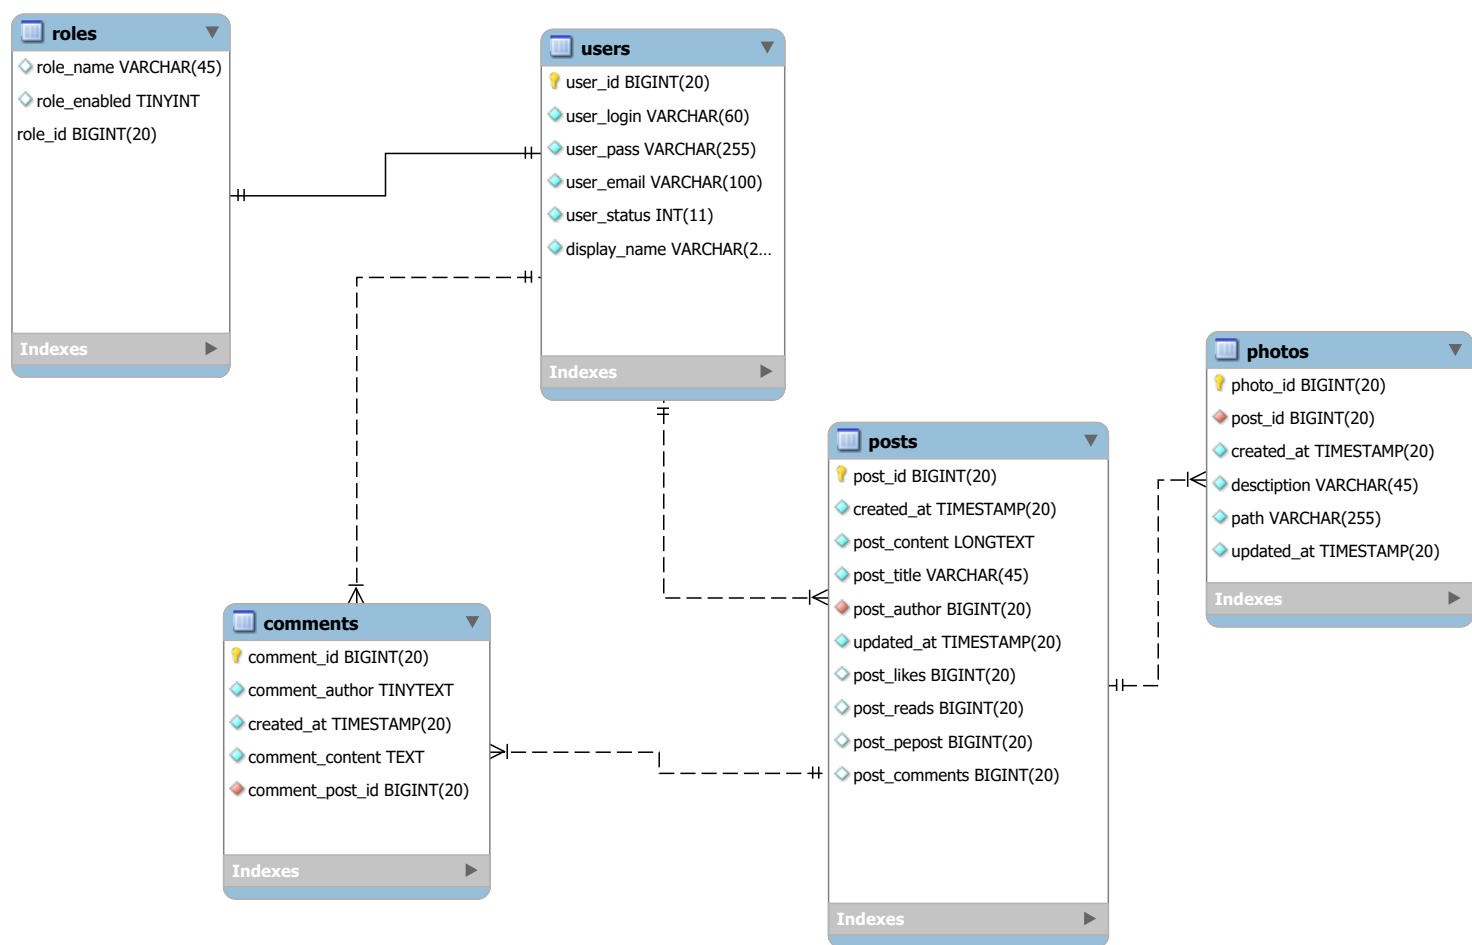 roles
role_name VARCHAR(45)
role_enabled TINYINT
role_id BIGINT(20)
Indexes
users
user_id BIGINT(20)
user_login VARCHAR(60)
user_pass VARCHAR(255)
user_email VARCHAR(100)
user_status INT(11)
display_name VARCHAR(2...
Indexes
photos
photo_id BIGINT(20)
post_id BIGINT(20)
created_at TIMESTAMP(20)
desctiption VARCHAR(45)
path VARCHAR(255)
updated_at TIMESTAMP(20)
Indexes
posts
post_id BIGINT(20)
created_at TIMESTAMP(20)
post_content LONGTEXT
post_title VARCHAR(45)
post_author BIGINT(20)
updated_at TIMESTAMP(20)
post_likes BIGINT(20)
post_reads BIGINT(20)
post_pepost BIGINT(20)
post_comments BIGINT(20)
Indexes
comments
comment_id BIGINT(20)
comment_author TINYTEXT
created_at TIMESTAMP(20)
comment_content TEXT
comment_post_id BIGINT(20)
Indexes